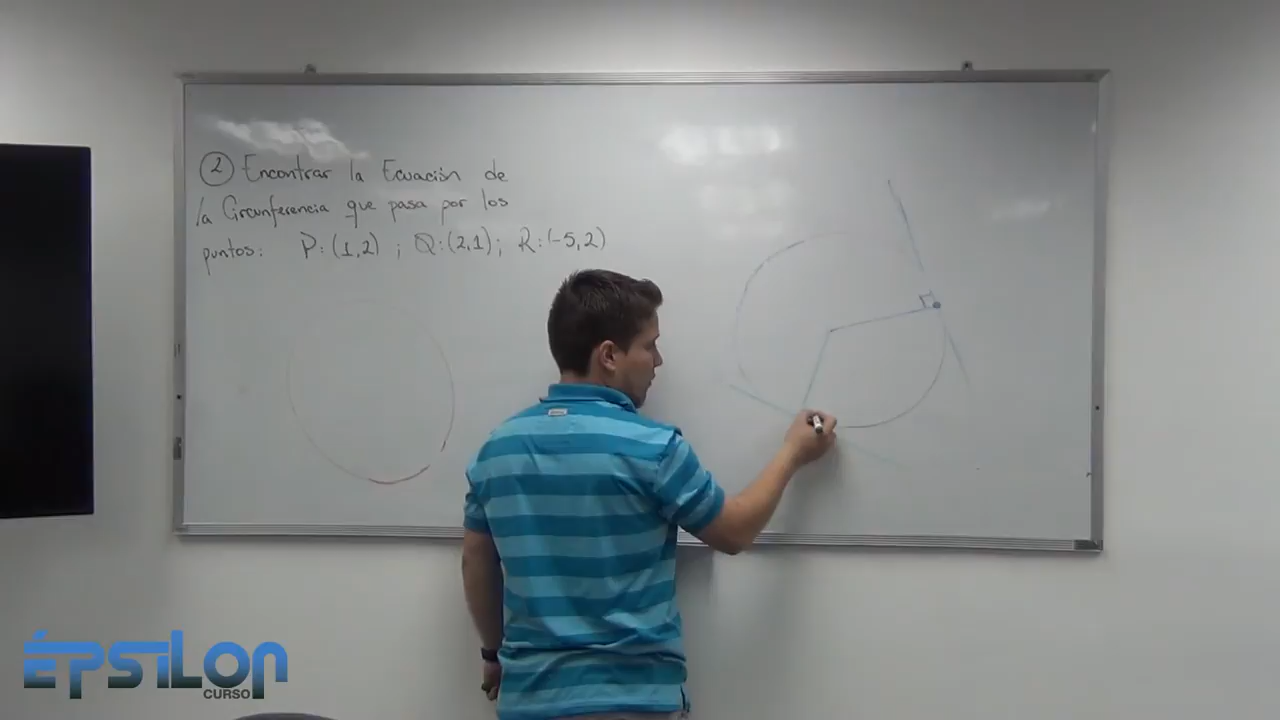 ② Encontrar la Ecuación de
la Circunferencia que pasa por los
puntos: P:(1,2) ; Q:(2,1); R:(-5,2)
ÉPSILON
CURSO